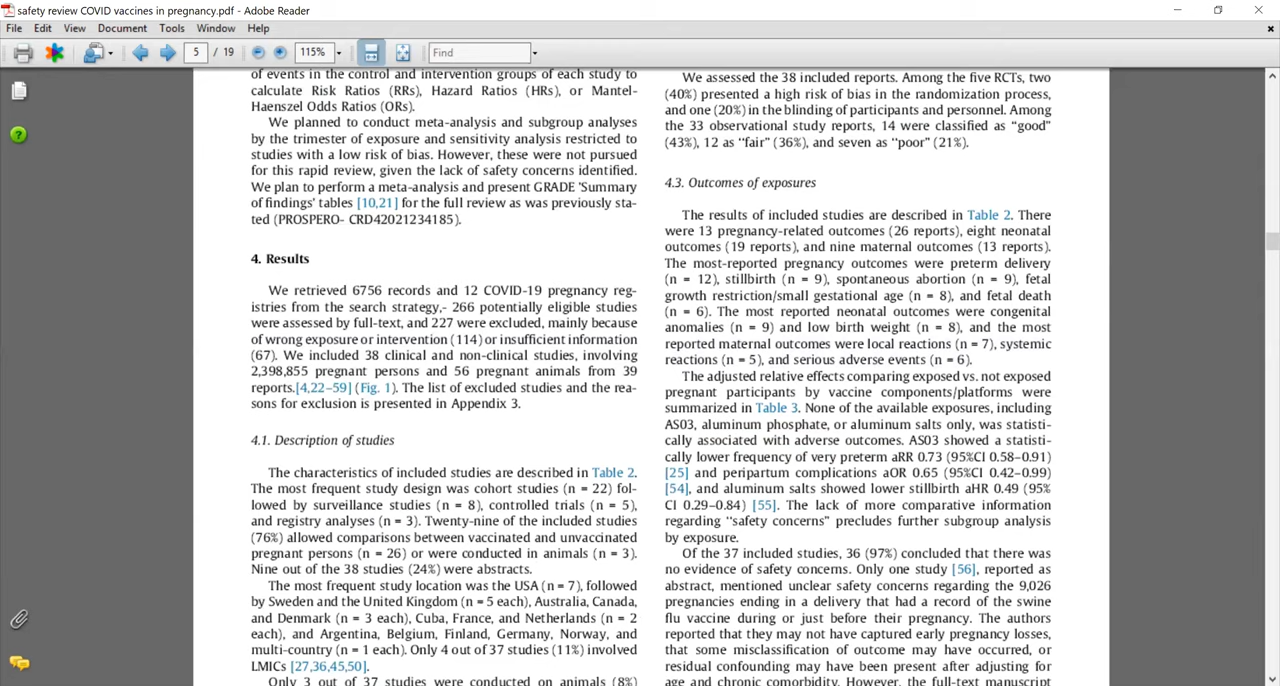 safety review COVID vaccines in pregnancy.pdf - Adobe Reader
File Edit View Document Tools Window Help
5 / 19 115% Find
of events in the control and intervention groups of each study to
calculate Risk Ratios (RRs), Hazard Ratios (HRs), or Mantel-
Haenszel Odds Ratios (ORs).
We planned to conduct meta-analysis and subgroup analyses
by the trimester of exposure and sensitivity analysis restricted to
studies with a low risk of bias. However, these were not pursued
for this rapid review, given the lack of safety concerns identified.
We plan to perform a meta-analysis and present GRADE 'Summary
of findings' tables [10,21] for the full review as was previously sta-
ted (PROSPERO- CRD42021234185).
4. Results
We retrieved 6756 records and 12 COVID-19 pregnancy reg-
istries from the search strategy,- 266 potentially eligible studies
were assessed by full-text, and 227 were excluded, mainly because
of wrong exposure or intervention (114) or insufficient information
(67). We included 38 clinical and non-clinical studies, involving
2,398,855 pregnant persons and 56 pregnant animals from 39
reports.[4,22–59] (Fig. 1). The list of excluded studies and the rea-
sons for exclusion is presented in Appendix 3.
4.1. Description of studies
The characteristics of included studies are described in Table 2.
The most frequent study design was cohort studies (n = 22) fol-
lowed by surveillance studies (n = 8), controlled trials (n = 5),
and registry analyses (n = 3). Twenty-nine of the included studies
(76%) allowed comparisons between vaccinated and unvaccinated
pregnant persons (n = 26) or were conducted in animals (n = 3).
Nine out of the 38 studies (24%) were abstracts.
The most frequent study location was the USA (n = 7), followed
by Sweden and the United Kingdom (n = 5 each), Australia, Canada,
and Denmark (n = 3 each), Cuba, France, and Netherlands (n = 2
each), and Argentina, Belgium, Finland, Germany, Norway, and
multi-country (n = 1 each). Only 4 out of 37 studies (11%) involved
LMICs [27,36,45,50].
Only 3 out of 37 studies were conducted on animals (8%)
We assessed the 38 included reports. Among the five RCTs, two
(40%) presented a high risk of bias in the randomization process,
and one (20%) in the blinding of participants and personnel. Among
the 33 observational study reports, 14 were classified as “good”
(43%), 12 as “fair” (36%), and seven as “poor” (21%).
4.3. Outcomes of exposures
The results of included studies are described in Table 2. There
were 13 pregnancy-related outcomes (26 reports), eight neonatal
outcomes (19 reports), and nine maternal outcomes (13 reports).
The most-reported pregnancy outcomes were preterm delivery
(n = 12), stillbirth (n = 9), spontaneous abortion (n = 9), fetal
growth restriction/small gestational age (n = 8), and fetal death
(n = 6). The most reported neonatal outcomes were congenital
anomalies (n = 9) and low birth weight (n = 8), and the most
reported maternal outcomes were local reactions (n = 7), systemic
reactions (n = 5), and serious adverse events (n = 6).
The adjusted relative effects comparing exposed vs. not exposed
pregnant participants by vaccine components/platforms were
summarized in Table 3. None of the available exposures, including
AS03, aluminum phosphate, or aluminum salts only, was statisti-
cally associated with adverse outcomes. AS03 showed a statisti-
cally lower frequency of very preterm aRR 0.73 (95%CI 0.58–0.91)
[25] and peripartum complications aOR 0.65 (95%CI 0.42–0.99)
[54], and aluminum salts showed lower stillbirth aHR 0.49 (95%
CI 0.29–0.84) [55]. The lack of more comparative information
regarding “safety concerns” precludes further subgroup analysis
by exposure.
Of the 37 included studies, 36 (97%) concluded that there was
no evidence of safety concerns. Only one study [56], reported as
abstract, mentioned unclear safety concerns regarding the 9,026
pregnancies ending in a delivery that had a record of the swine
flu vaccine during or just before their pregnancy. The authors
reported that they may not have captured early pregnancy losses,
that some misclassification of outcome may have occurred, or
residual confounding may have been present after adjusting for
age and chronic comorbidity. However, the full-text manuscript